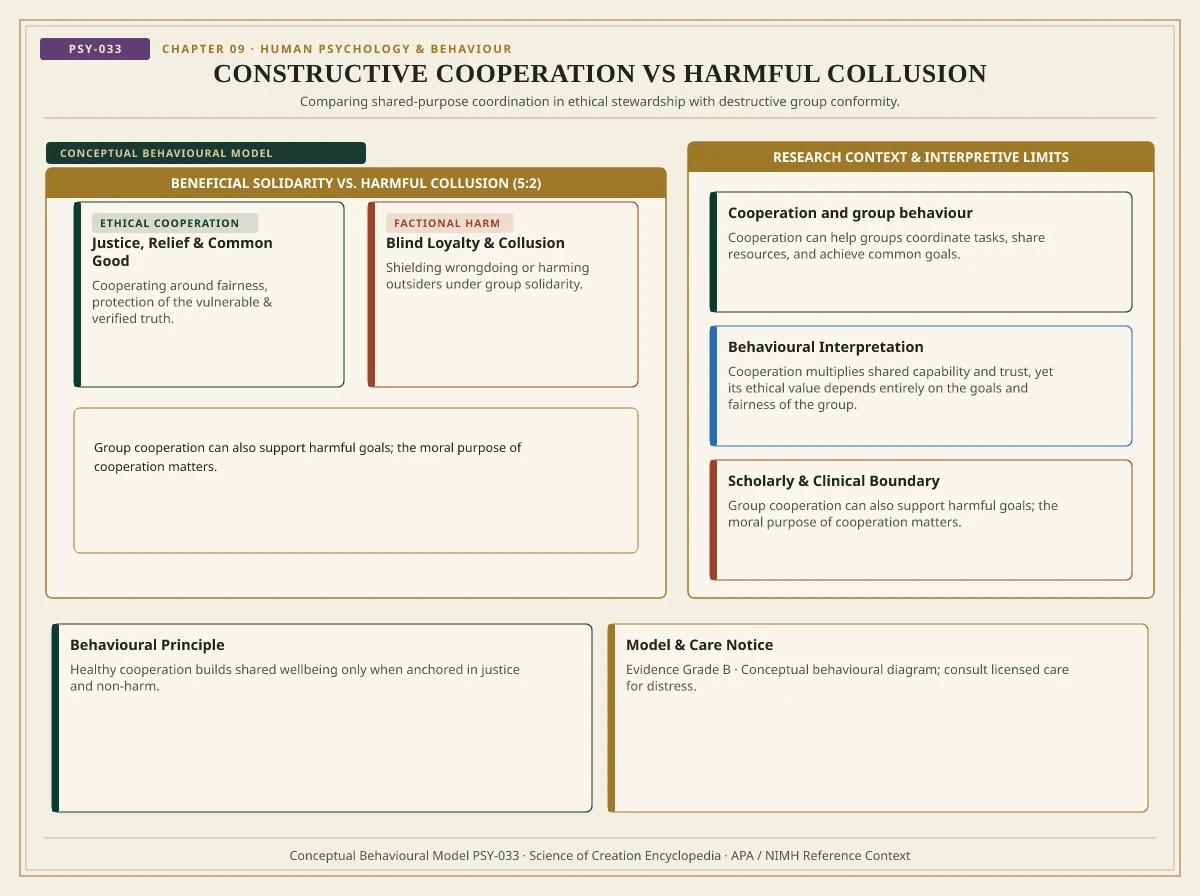 PSY-033
CHAPTER 09 · HUMAN PSYCHOLOGY & BEHAVIOUR
CONSTRUCTIVE COOPERATION VS HARMFUL COLLUSION
Comparing shared-purpose coordination in ethical stewardship with destructive group conformity.
CONCEPTUAL BEHAVIOURAL MODEL
BENEFICIAL SOLIDARITY VS. HARMFUL COLLUSION (5:2)
ETHICAL COOPERATION
Justice, Relief & Common
Good
Cooperating around fairness,
protection of the vulnerable &
verified truth.
FACTIONAL HARM
Blind Loyalty & Collusion
Shielding wrongdoing or harming
outsiders under group solidarity.
Group cooperation can also support harmful goals; the moral purpose of
cooperation matters.
RESEARCH CONTEXT & INTERPRETIVE LIMITS
Cooperation and group behaviour
Cooperation can help groups coordinate tasks, share
resources, and achieve common goals.
Behavioural Interpretation
Cooperation multiplies shared capability and trust, yet
its ethical value depends entirely on the goals and
fairness of the group.
Scholarly & Clinical Boundary
Group cooperation can also support harmful goals; the
moral purpose of cooperation matters.
Behavioural Principle
Healthy cooperation builds shared wellbeing only when anchored in justice
and non-harm.
Model & Care Notice
Evidence Grade B · Conceptual behavioural diagram; consult licensed care
for distress.
Conceptual Behavioural Model PSY-033 · Science of Creation Encyclopedia · APA / NIMH Reference Context